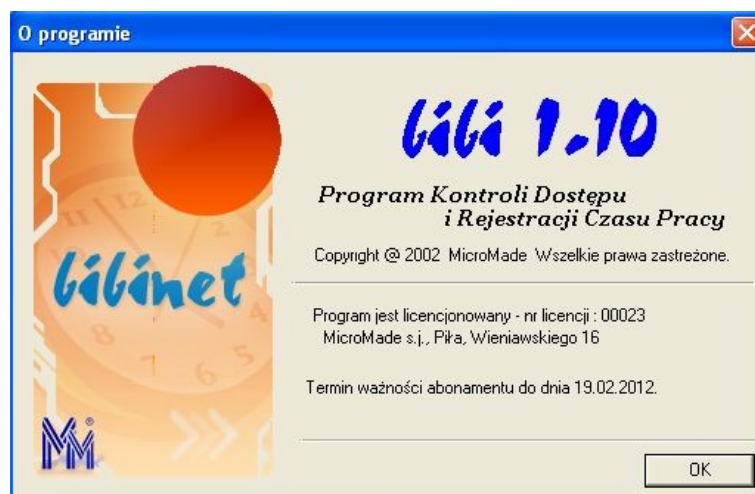 O programie
bibi 1.10
Program Kontroli Dostępu
i Rejestracji Czasu Pracy
Copyright @ 2002 MicroMade Wszelkie prawa zastreżone.
bibinet
Program jest licencjonowany - nr licencji : 00023
MicroMade s.j., Piła, Wieniawskiego 16
Termin ważności abonamentu do dnia 19.02.2012.
OK